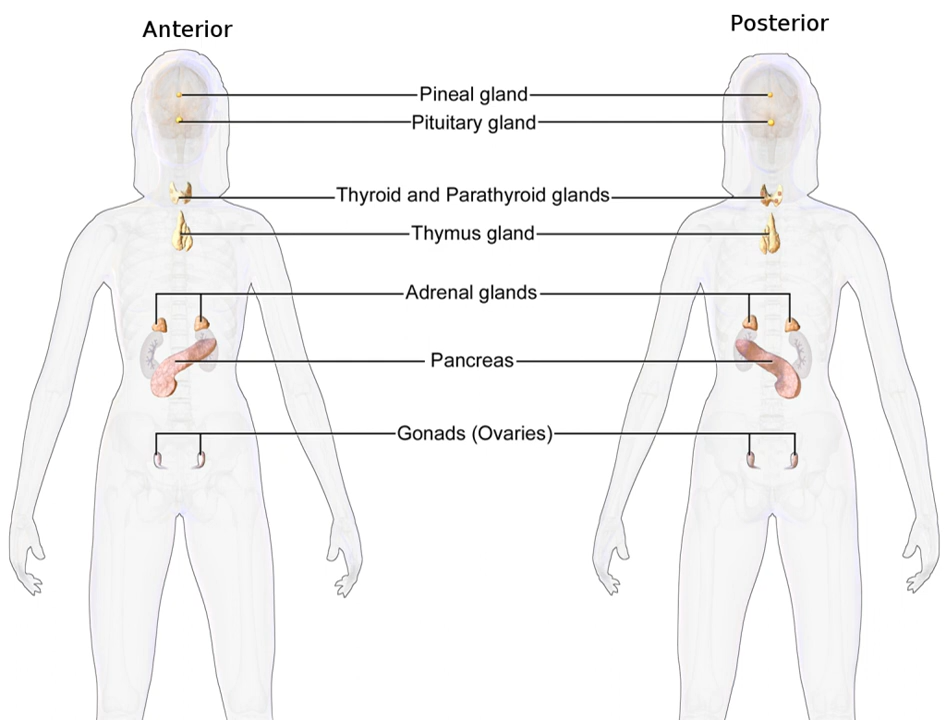 Anterior
Posterior
Pineal gland
Pituitary gland
Thyroid and Parathyroid glands
Thymus gland
Adrenal glands
Pancreas
Gonads (Ovaries)